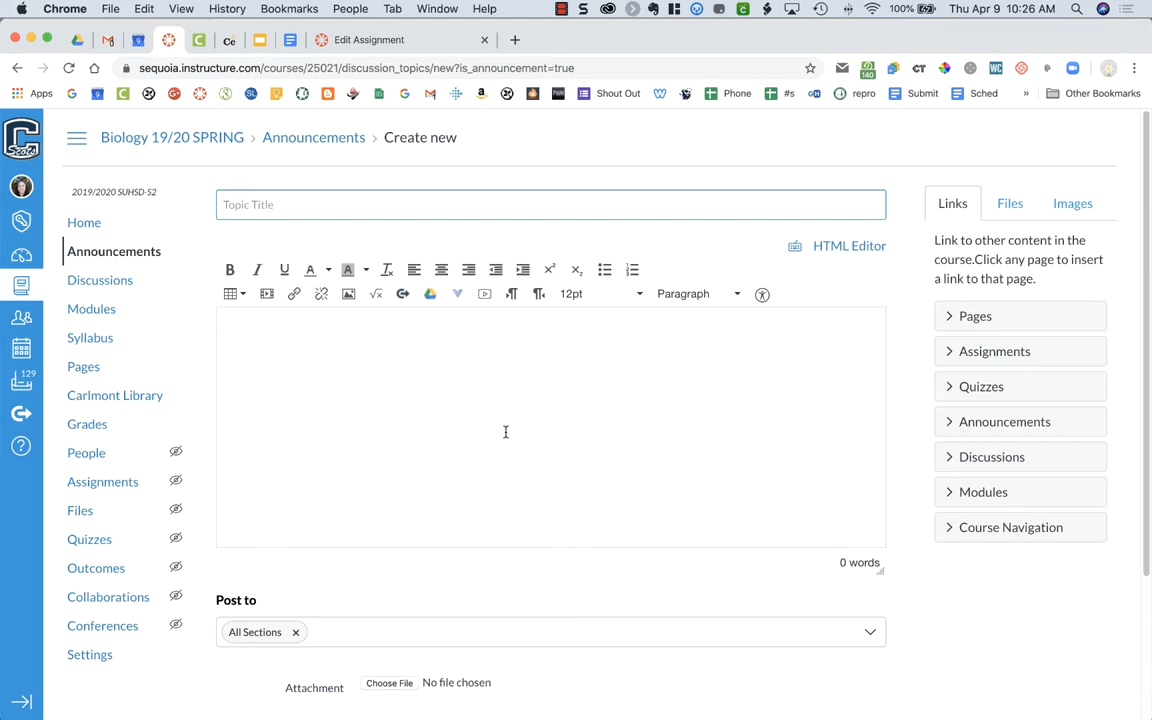 Chrome File Edit View History Bookmarks People Tab Window Help 100% Thu Apr 9 10:26 AM
Edit Assignment
sequoia.instructure.com/courses/25021/discussion_topics/new?is_announcement=true
140
Apps Shout Out Phone #s repro Submit Sched » Other Bookmarks
Biology 19/20 SPRING > Announcements > Create new
2019/2020 SUHSD-S2
Home
Announcements
Discussions
Modules
Syllabus
Pages
Carlmont Library
Grades
People
Assignments
Files
Quizzes
Outcomes
Collaborations
Conferences
Settings
129
Topic Title
HTML Editor
12pt Paragraph
0 words
Post to
All Sections ×
Attachment Choose File No file chosen
Links Files Images
Link to other content in the
course.Click any page to insert
a link to that page.
Pages
Assignments
Quizzes
Announcements
Discussions
Modules
Course Navigation